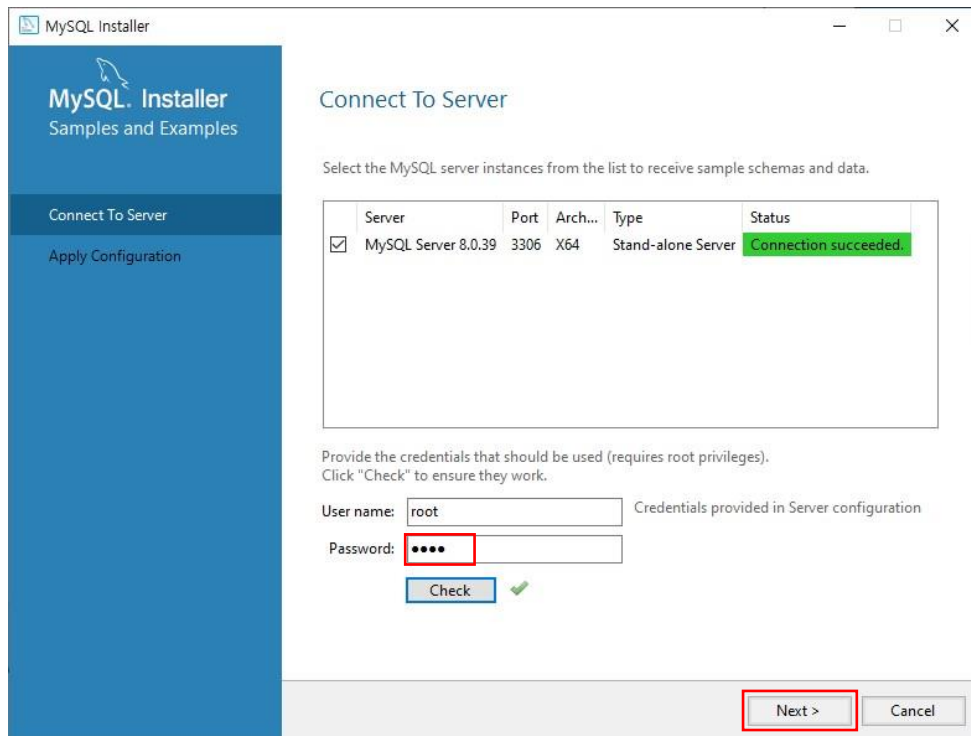 MySQL Installer
MySQL. Installer
Samples and Examples
Connect To Server
Apply Configuration
Connect To Server
Select the MySQL server instances from the list to receive sample schemas and data.
Server Port Arch... Type Status
MySQL Server 8.0.39 3306 X64 Stand-alone Server Connection succeeded.
Provide the credentials that should be used (requires root privileges).
Click "Check" to ensure they work.
User name: root Credentials provided in Server configuration
Password: ••••
Check
Next > Cancel